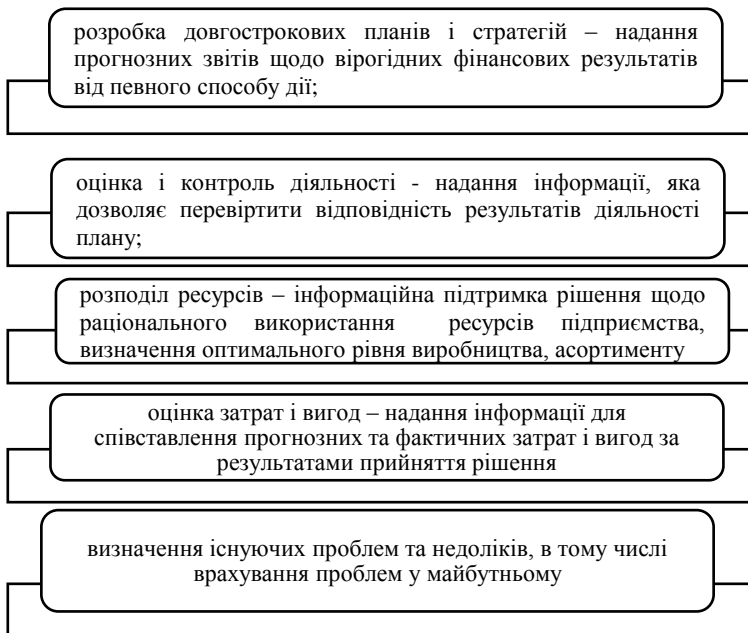 розробка довгострокових планів і стратегій – надання
прогнозних звітів щодо вірогідних фінансових результатів
від певного способу дії;
оцінка і контроль діяльності - надання інформації, яка
дозволяє перевіртити відповідність результатів діяльності
плану;
розподіл ресурсів – інформаційна підтримка рішення щодо
раціонального використання ресурсів підприємства,
визначення оптимального рівня виробництва, асортименту
оцінка затрат і вигод – надання інформації для
співставлення прогнозних та фактичних затрат і вигод за
результатами прийняття рішення
визначення існуючих проблем та недоліків, в тому числі
врахування проблем у майбутньому